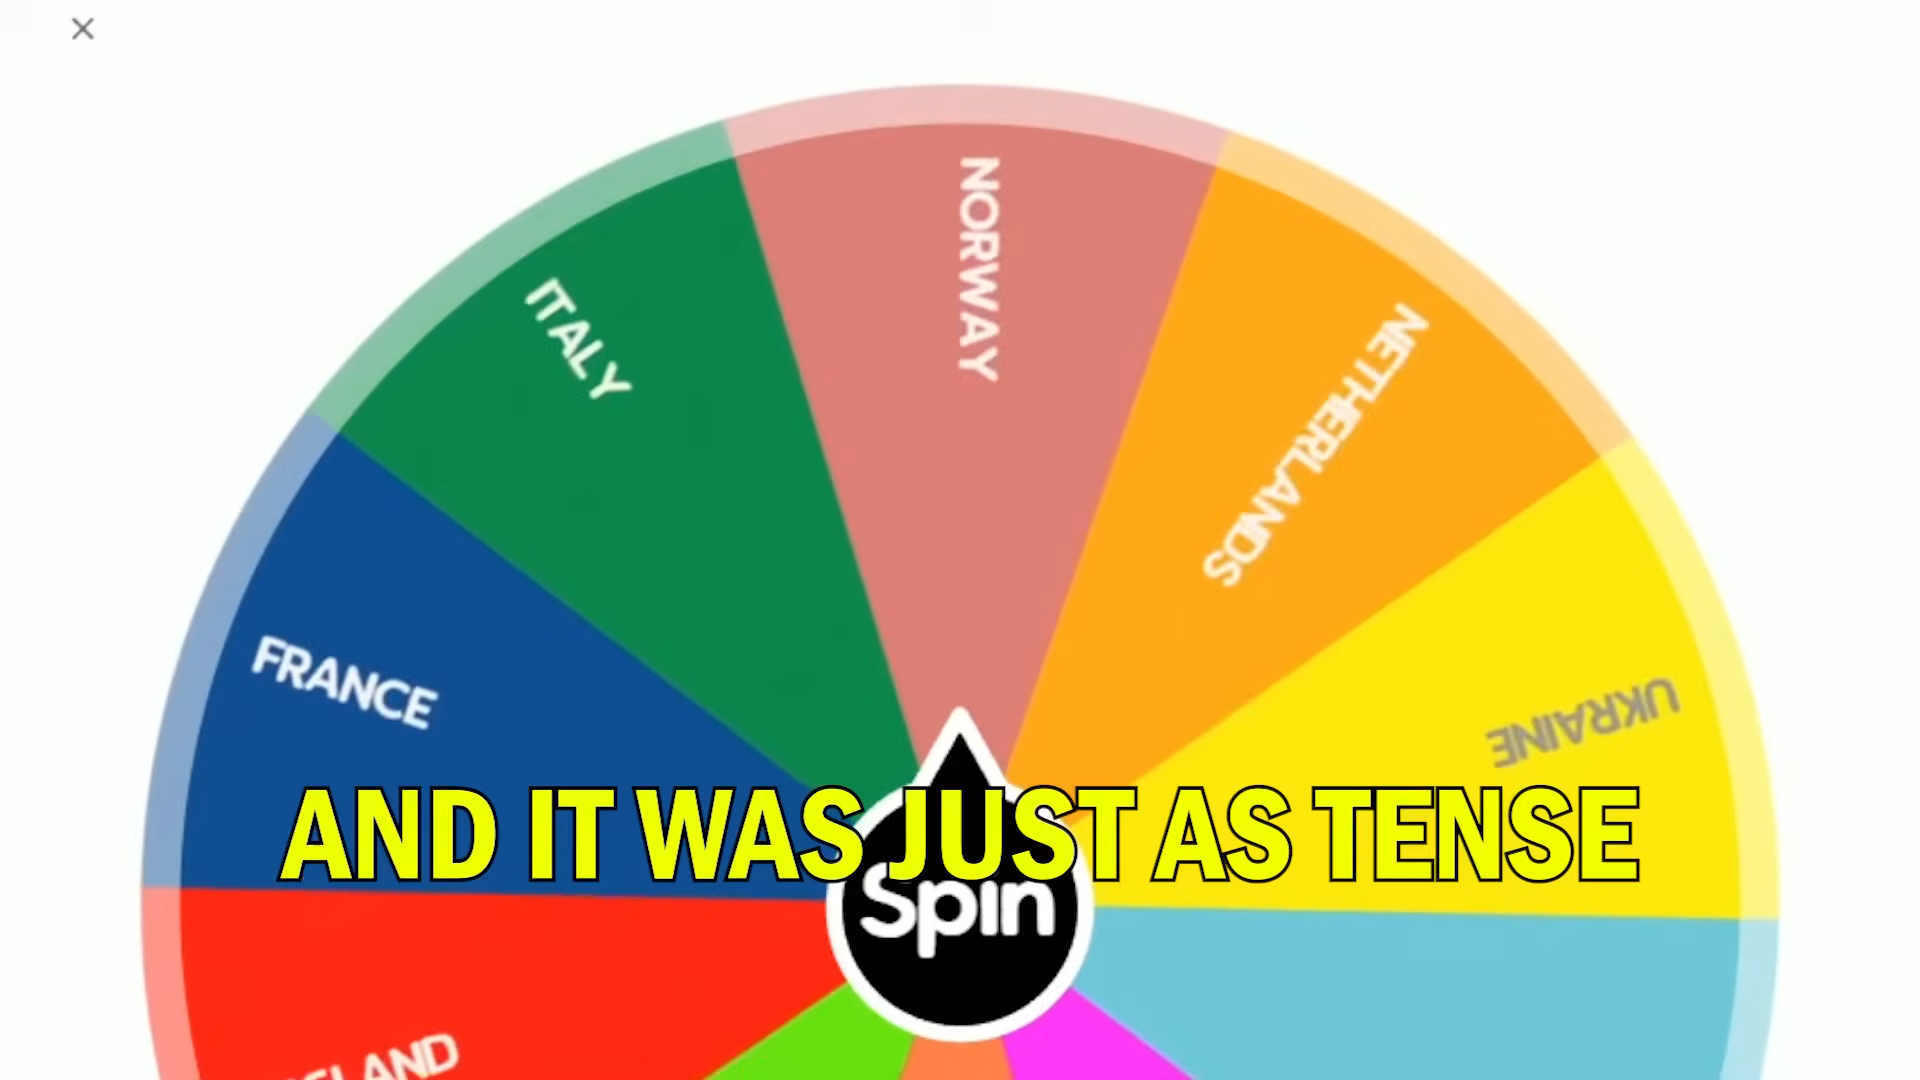 NORWAY
ITALY
NETHERLANDS
FRANCE
UKRAINE
AND IT WAS JUST AS TENSE
Spin